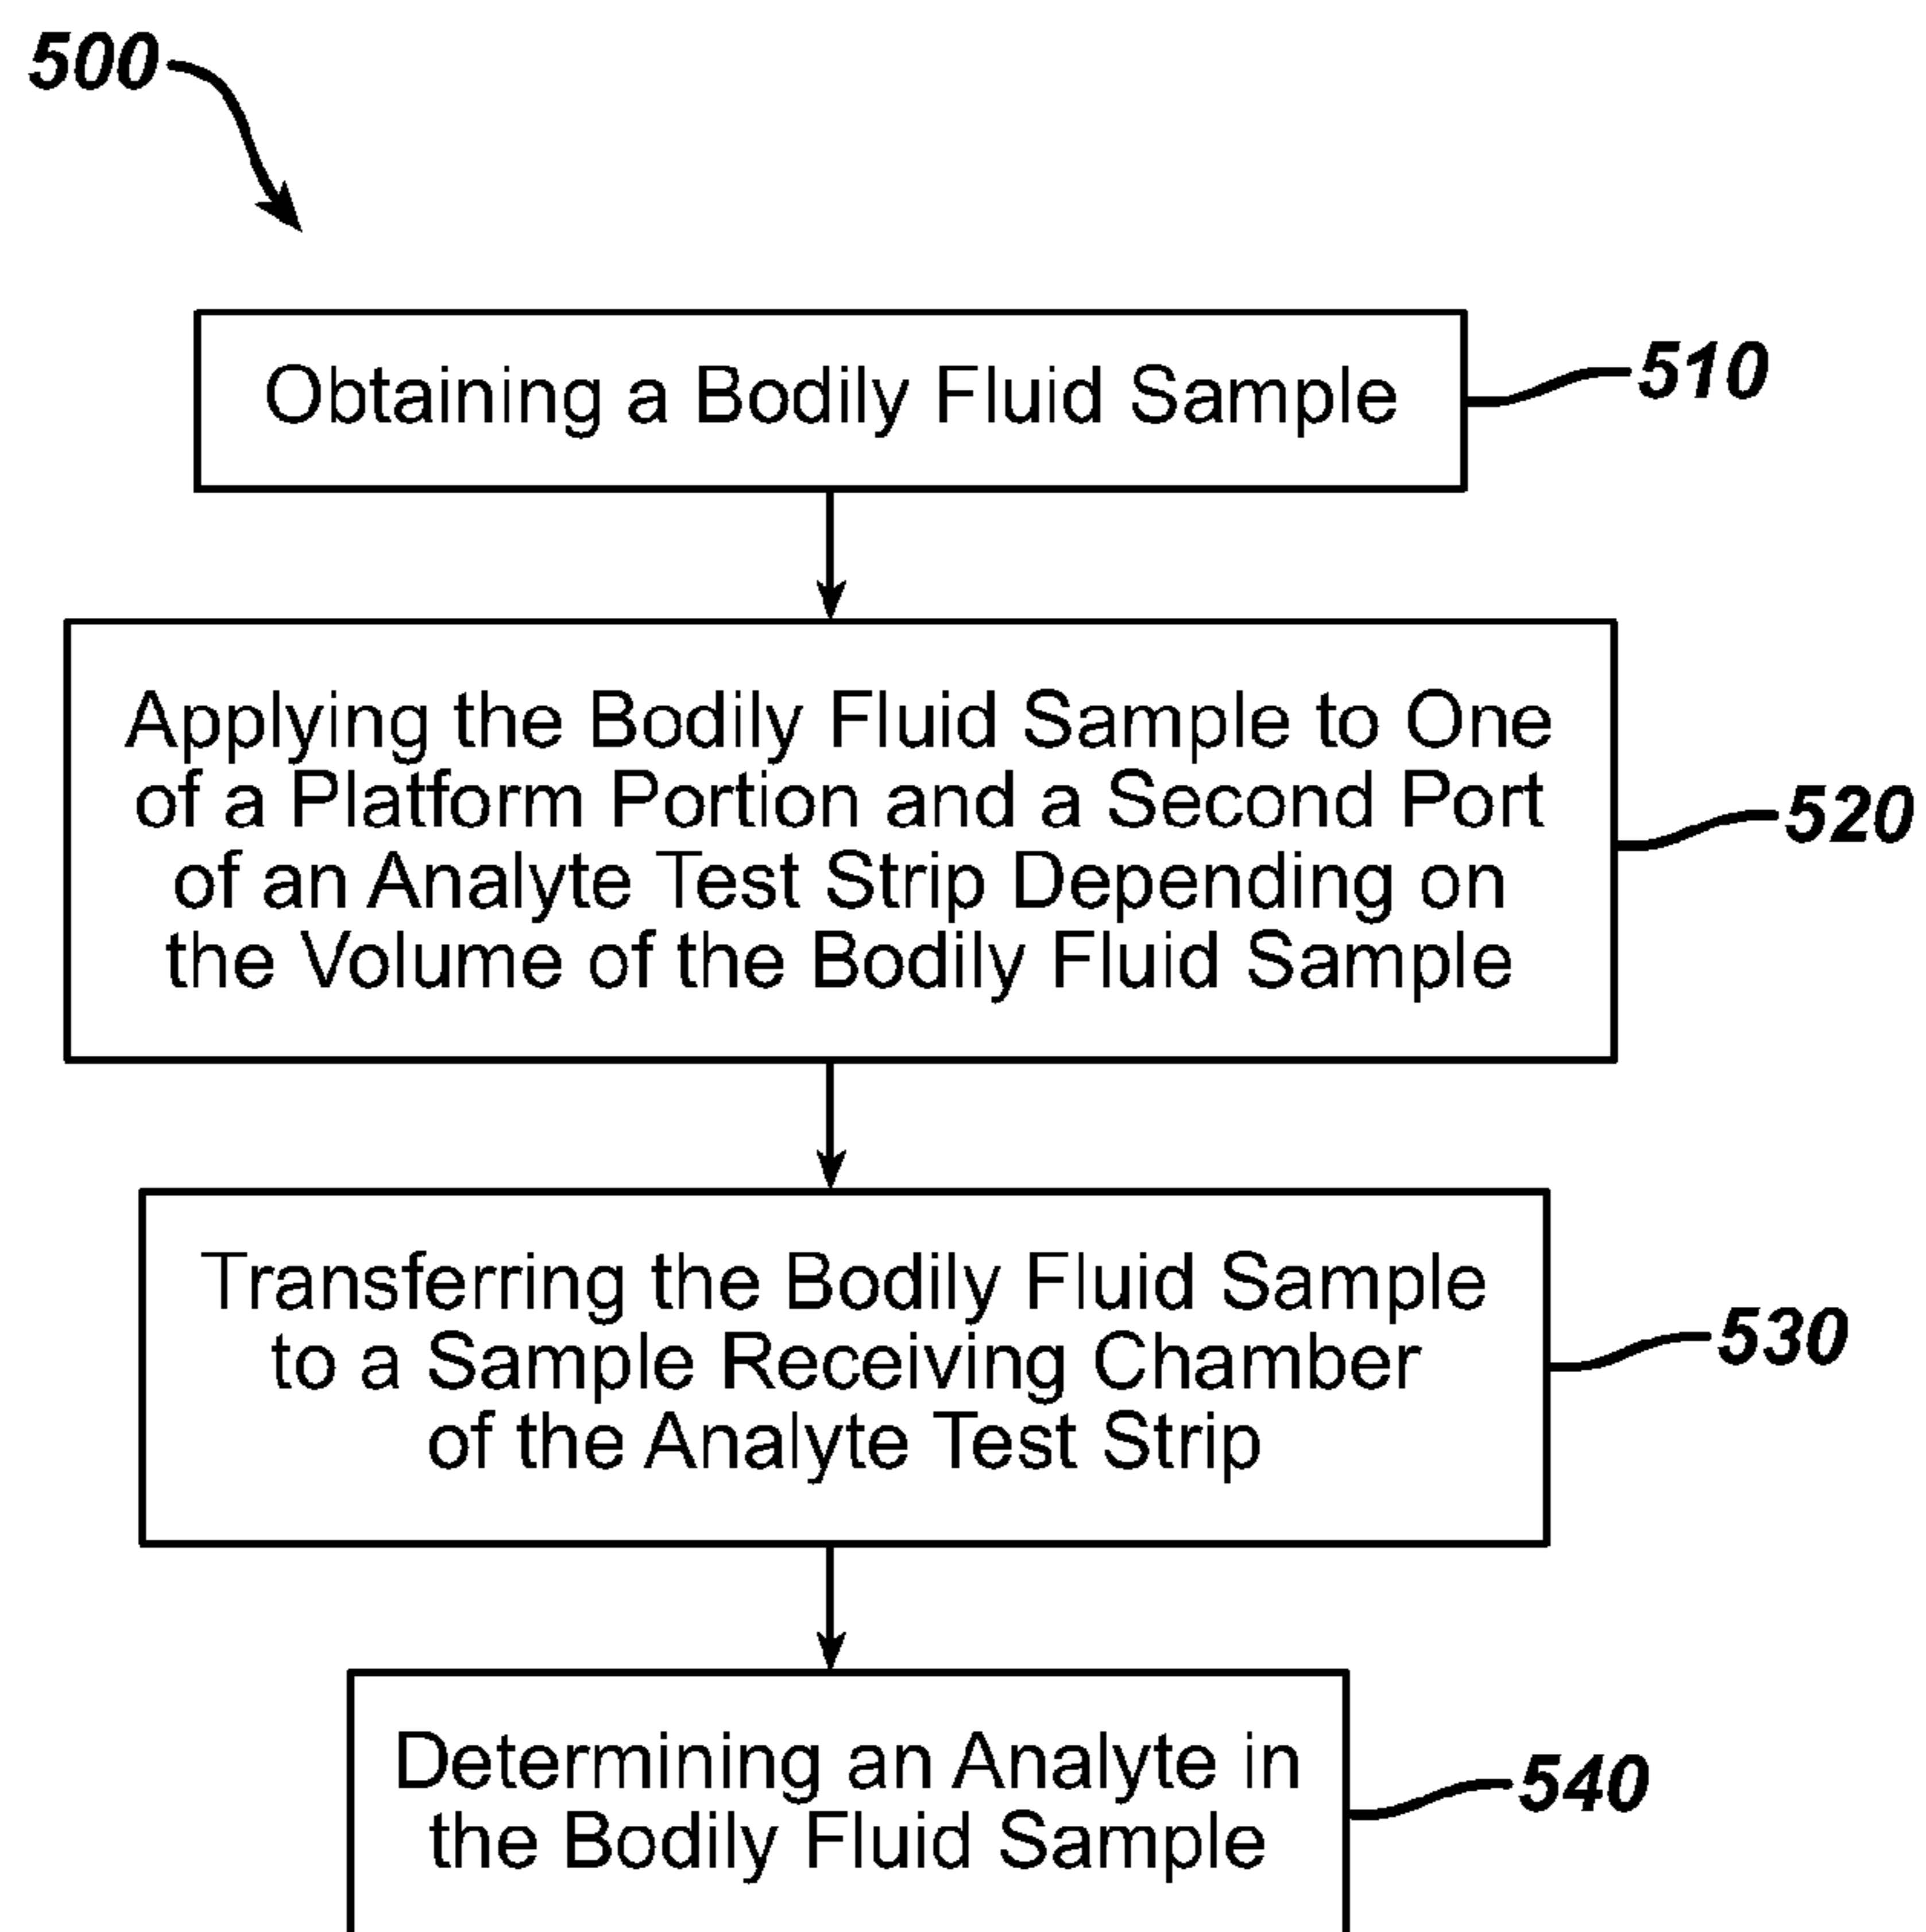 500
Obtaining a Bodily Fluid Sample
510
Applying the Bodily Fluid Sample to One
of a Platform Portion and a Second Port
of an Analyte Test Strip Depending on
the Volume of the Bodily Fluid Sample
520
Transferring the Bodily Fluid Sample
to a Sample Receiving Chamber
of the Analyte Test Strip
530
Determining an Analyte in
the Bodily Fluid Sample
540